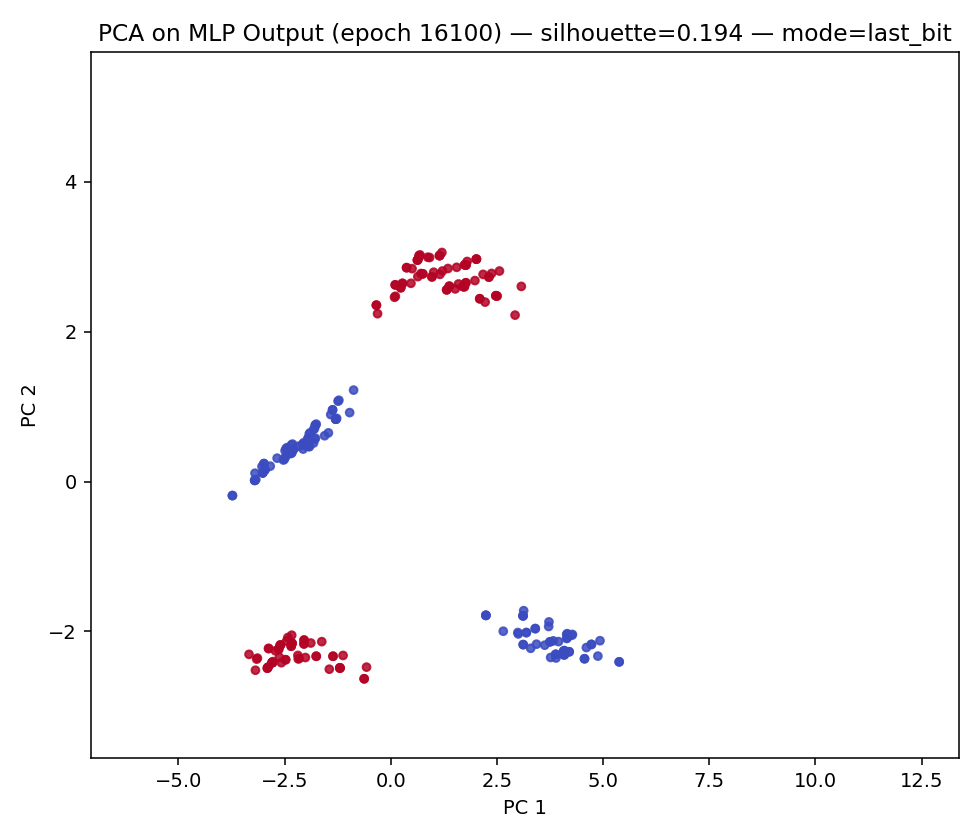 PCA on MLP Output (epoch 16100) — silhouette=0.194 — mode=last_bit
4
2
0
−2
PC 2
−5.0 −2.5 0.0 2.5 5.0 7.5 10.0 12.5
PC 1